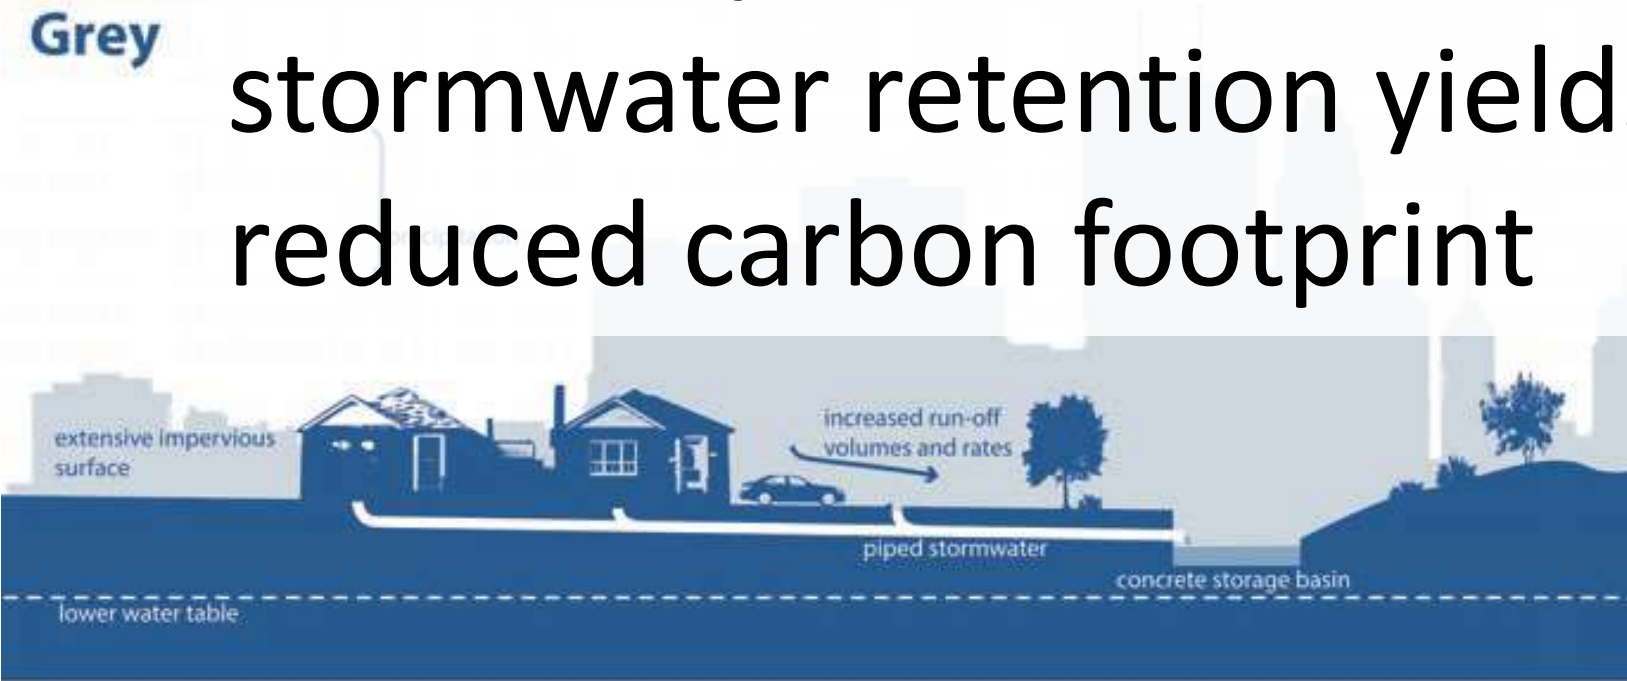 Grey
stormwater retention yield
reduced carbon footprint
precipitation
extensive impervious
surface
increased run-off
volumes and rates
piped stormwater
concrete storage basin
lower water table